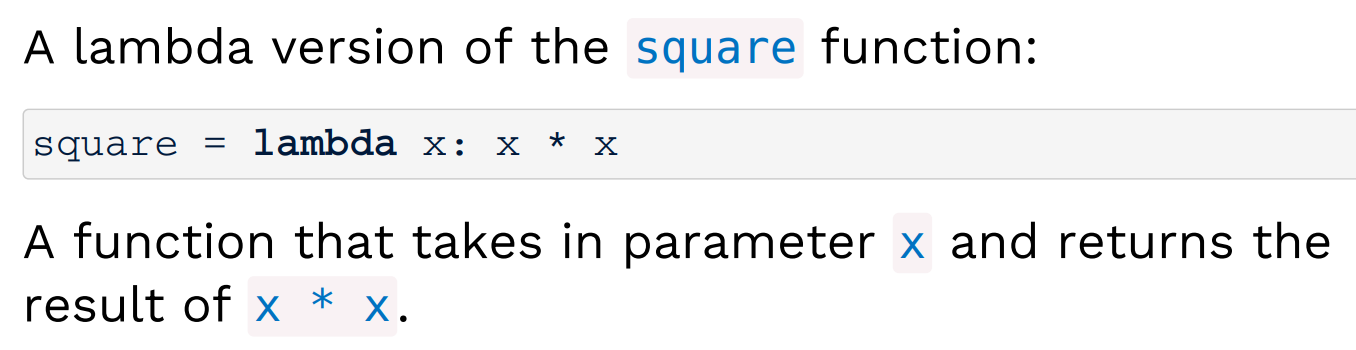 A lambda version of the square function:
square = lambda x: x * x
A function that takes in parameter x and returns the
result of x * x.